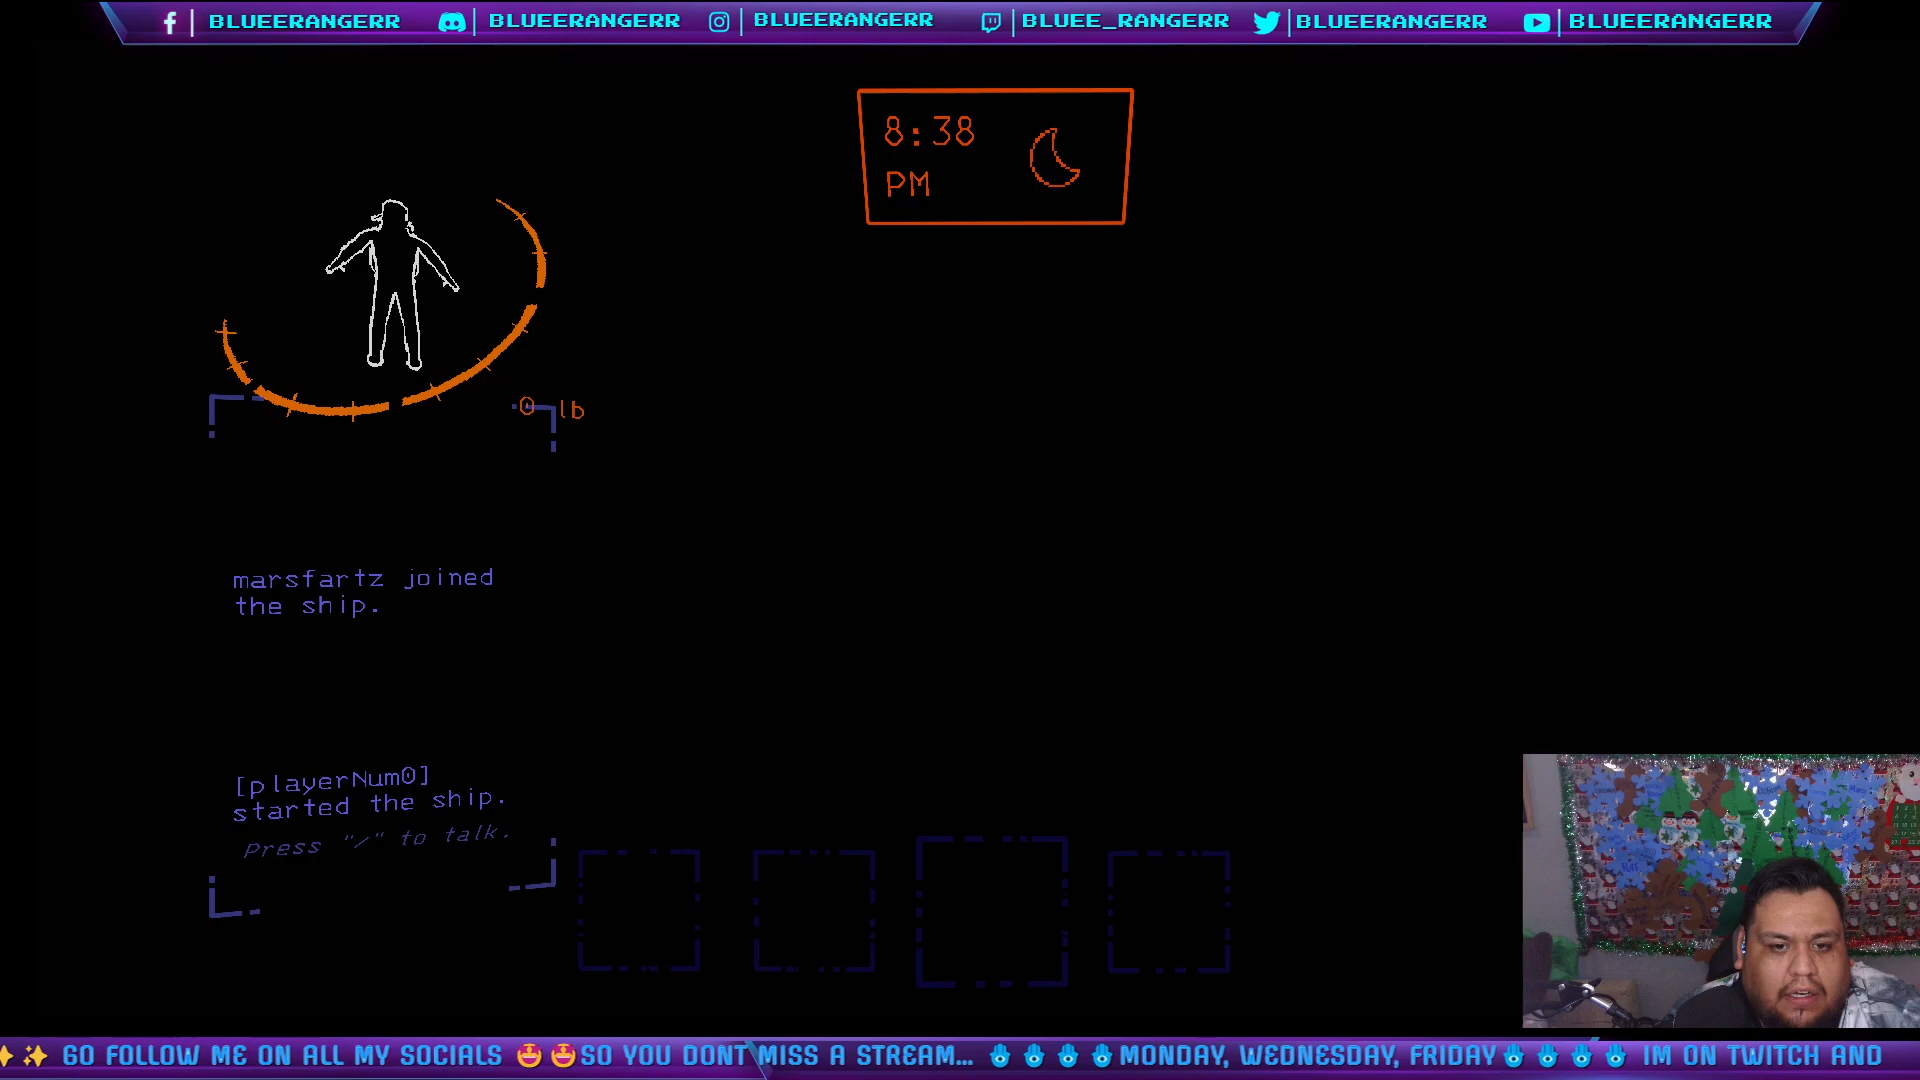 BLUEERANGERR BLUEERANGERR BLUEERANGERR BLUEE_RANGERR BLUEERANGERR BLUEERANGERR
8:38
PM
0 lb
marsfartz joined
the ship.
[playerNum0]
started the ship.
Press "/" to talk.
GO FOLLOW ME ON ALL MY SOCIALS 🤩🤩SO YOU DONT MISS A STREAM... MONDAY, WEDNESDAY, FRIDAY IM ON TWITCH AND